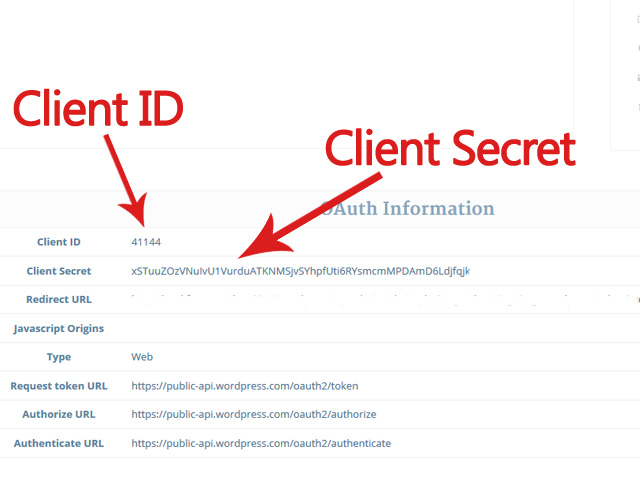 Client ID
Client Secret
OAuth Information
Client ID 41144
Client Secret xSTuuZOzVNuIvU1VurduATKNMSjvSYhpfUti6RYsmcmMPDAmD6Ldjfqjk
Redirect URL
Javascript Origins
Type Web
Request token URL https://public-api.wordpress.com/oauth2/token
Authorize URL https://public-api.wordpress.com/oauth2/authorize
Authenticate URL https://public-api.wordpress.com/oauth2/authenticate